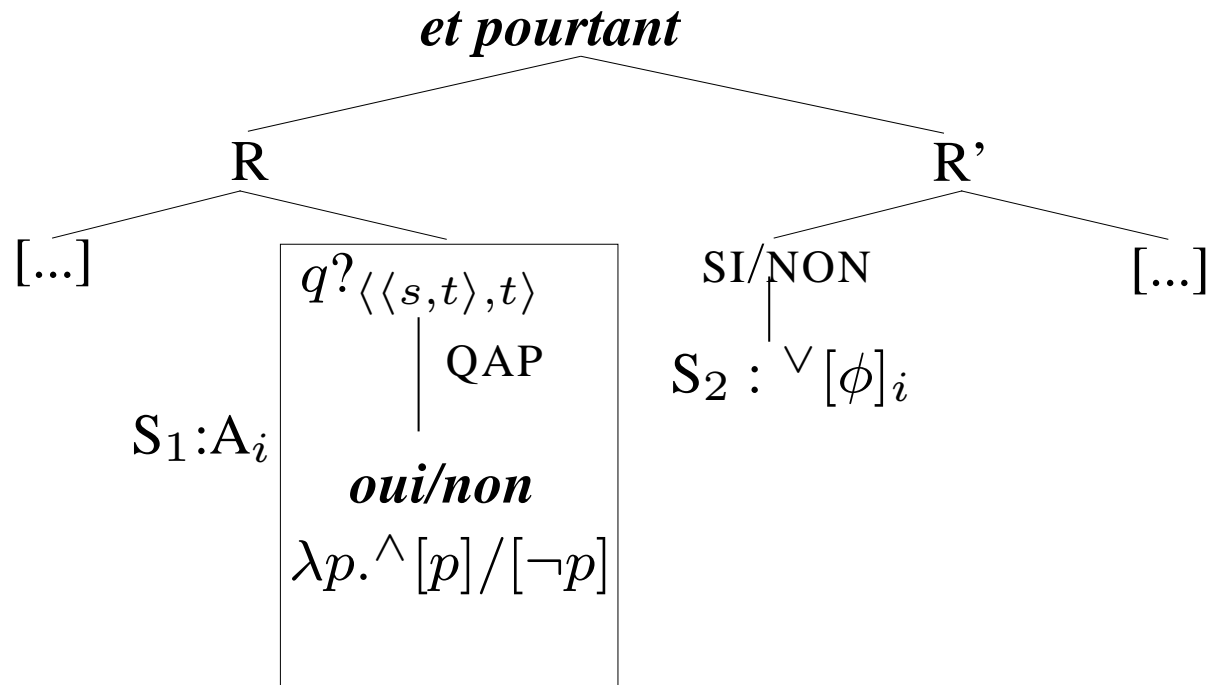 et pourtant
R R’
[...] q?⟨⟨s,t⟩,t⟩ SI/NON [...]
QAP
S₂ : ˅[ϕ]ᵢ
S₁:Aᵢ
oui/non
λp.^[p]/[¬p]